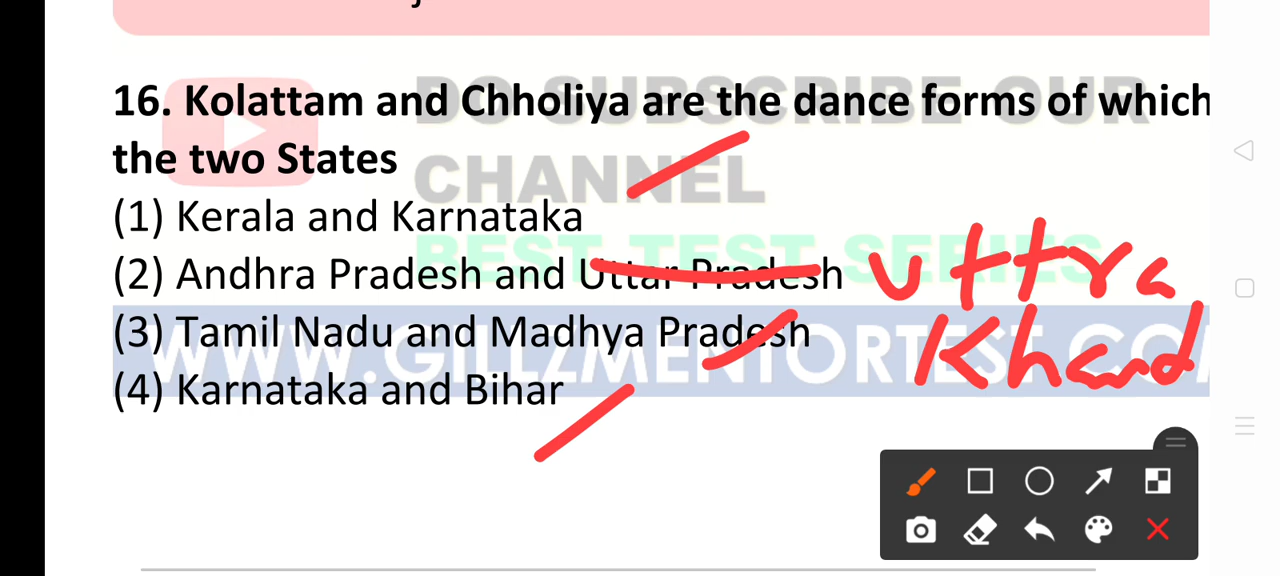 16. Kolattam and Chholiya are the dance forms of which
the two States
(1) Kerala and Karnataka
(2) Andhra Pradesh and Uttar Pradesh
(3) Tamil Nadu and Madhya Pradesh
(4) Karnataka and Bihar
Uttra
Khand
DO SUBSCRIBE OUR
CHANNEL
BEST TEST SERIES
WWW.GILLZMENTORTEST.CO